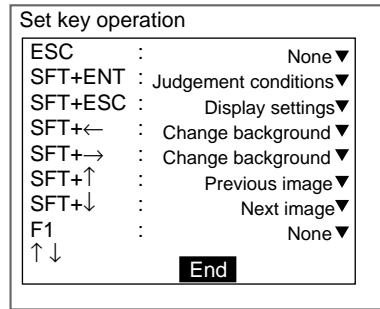 Set key operation
ESC : None▼
SFT+ENT : Judgement conditions▼
SFT+ESC : Display settings▼
SFT+← : Change background▼
SFT+→ : Change background▼
SFT+↑ : Previous image▼
SFT+↓ : Next image▼
F1 : None▼
↑↓
End